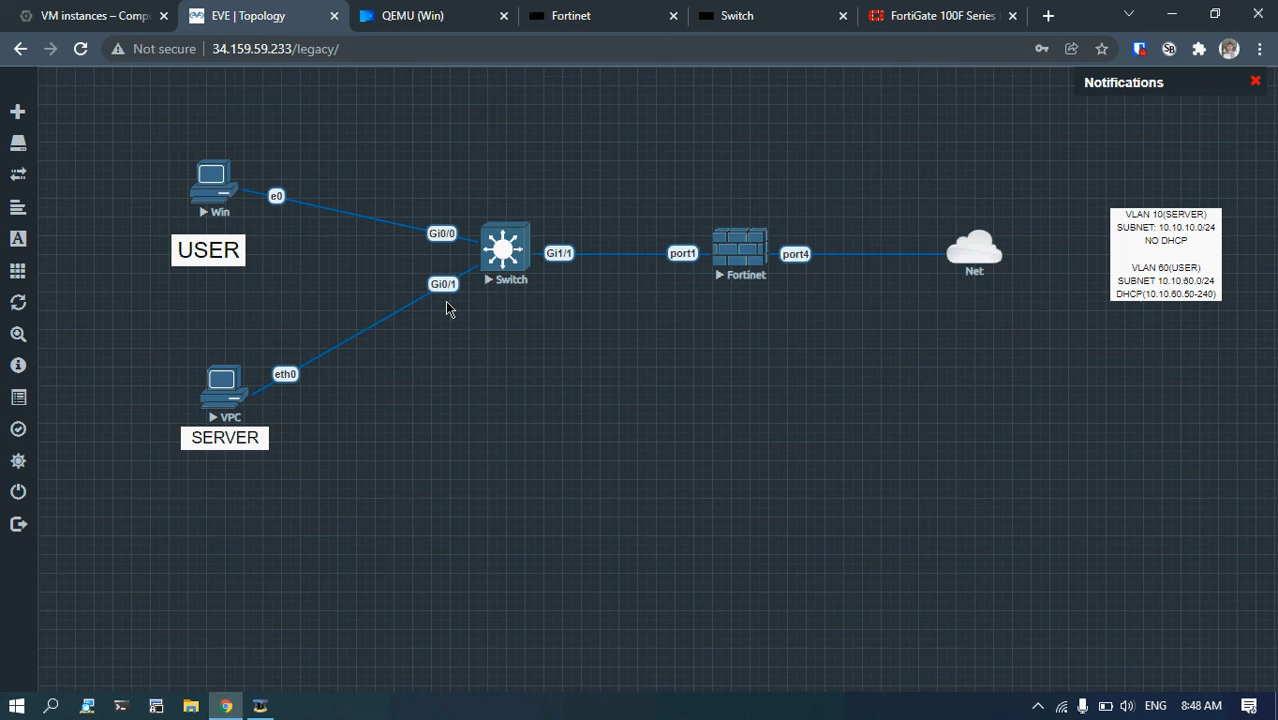 VM instances – Compu
EVE | Topology
QEMU (Win)
Fortinet
Switch
FortiGate 100F Series
Not secure
34.159.59.233/legacy/
Notifications
Win
e0
USER
Gi0/0
Gi0/1
Switch
Gi1/1
port1
Fortinet
port4
Net
VLAN 10(SERVER)
SUBNET: 10.10.10.0/24
NO DHCP
VLAN 60(USER)
SUBNET 10.10.60.0/24
DHCP(10.10.60.50-240)
eth0
VPC
SERVER
ENG
8:48 AM